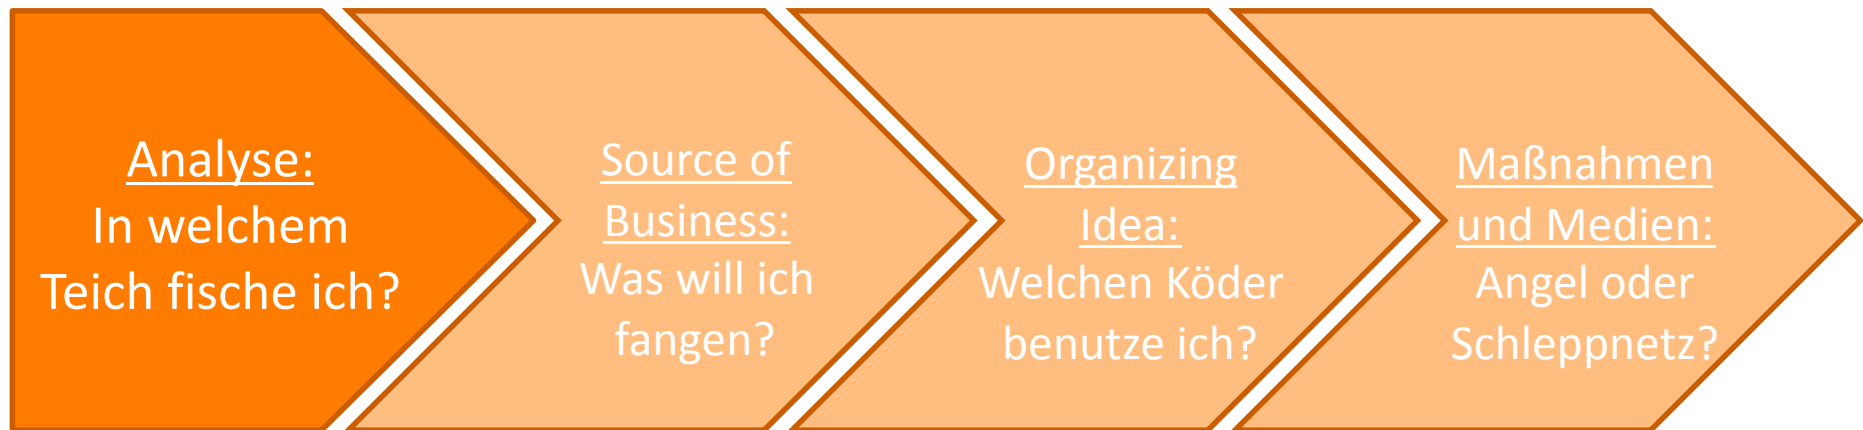 Analyse:
In welchem
Teich fische ich?
Source of
Business:
Was will ich
fangen?
Organizing
Idea:
Welchen Köder
benutze ich?
Maßnahmen
und Medien:
Angel oder
Schleppnetz?